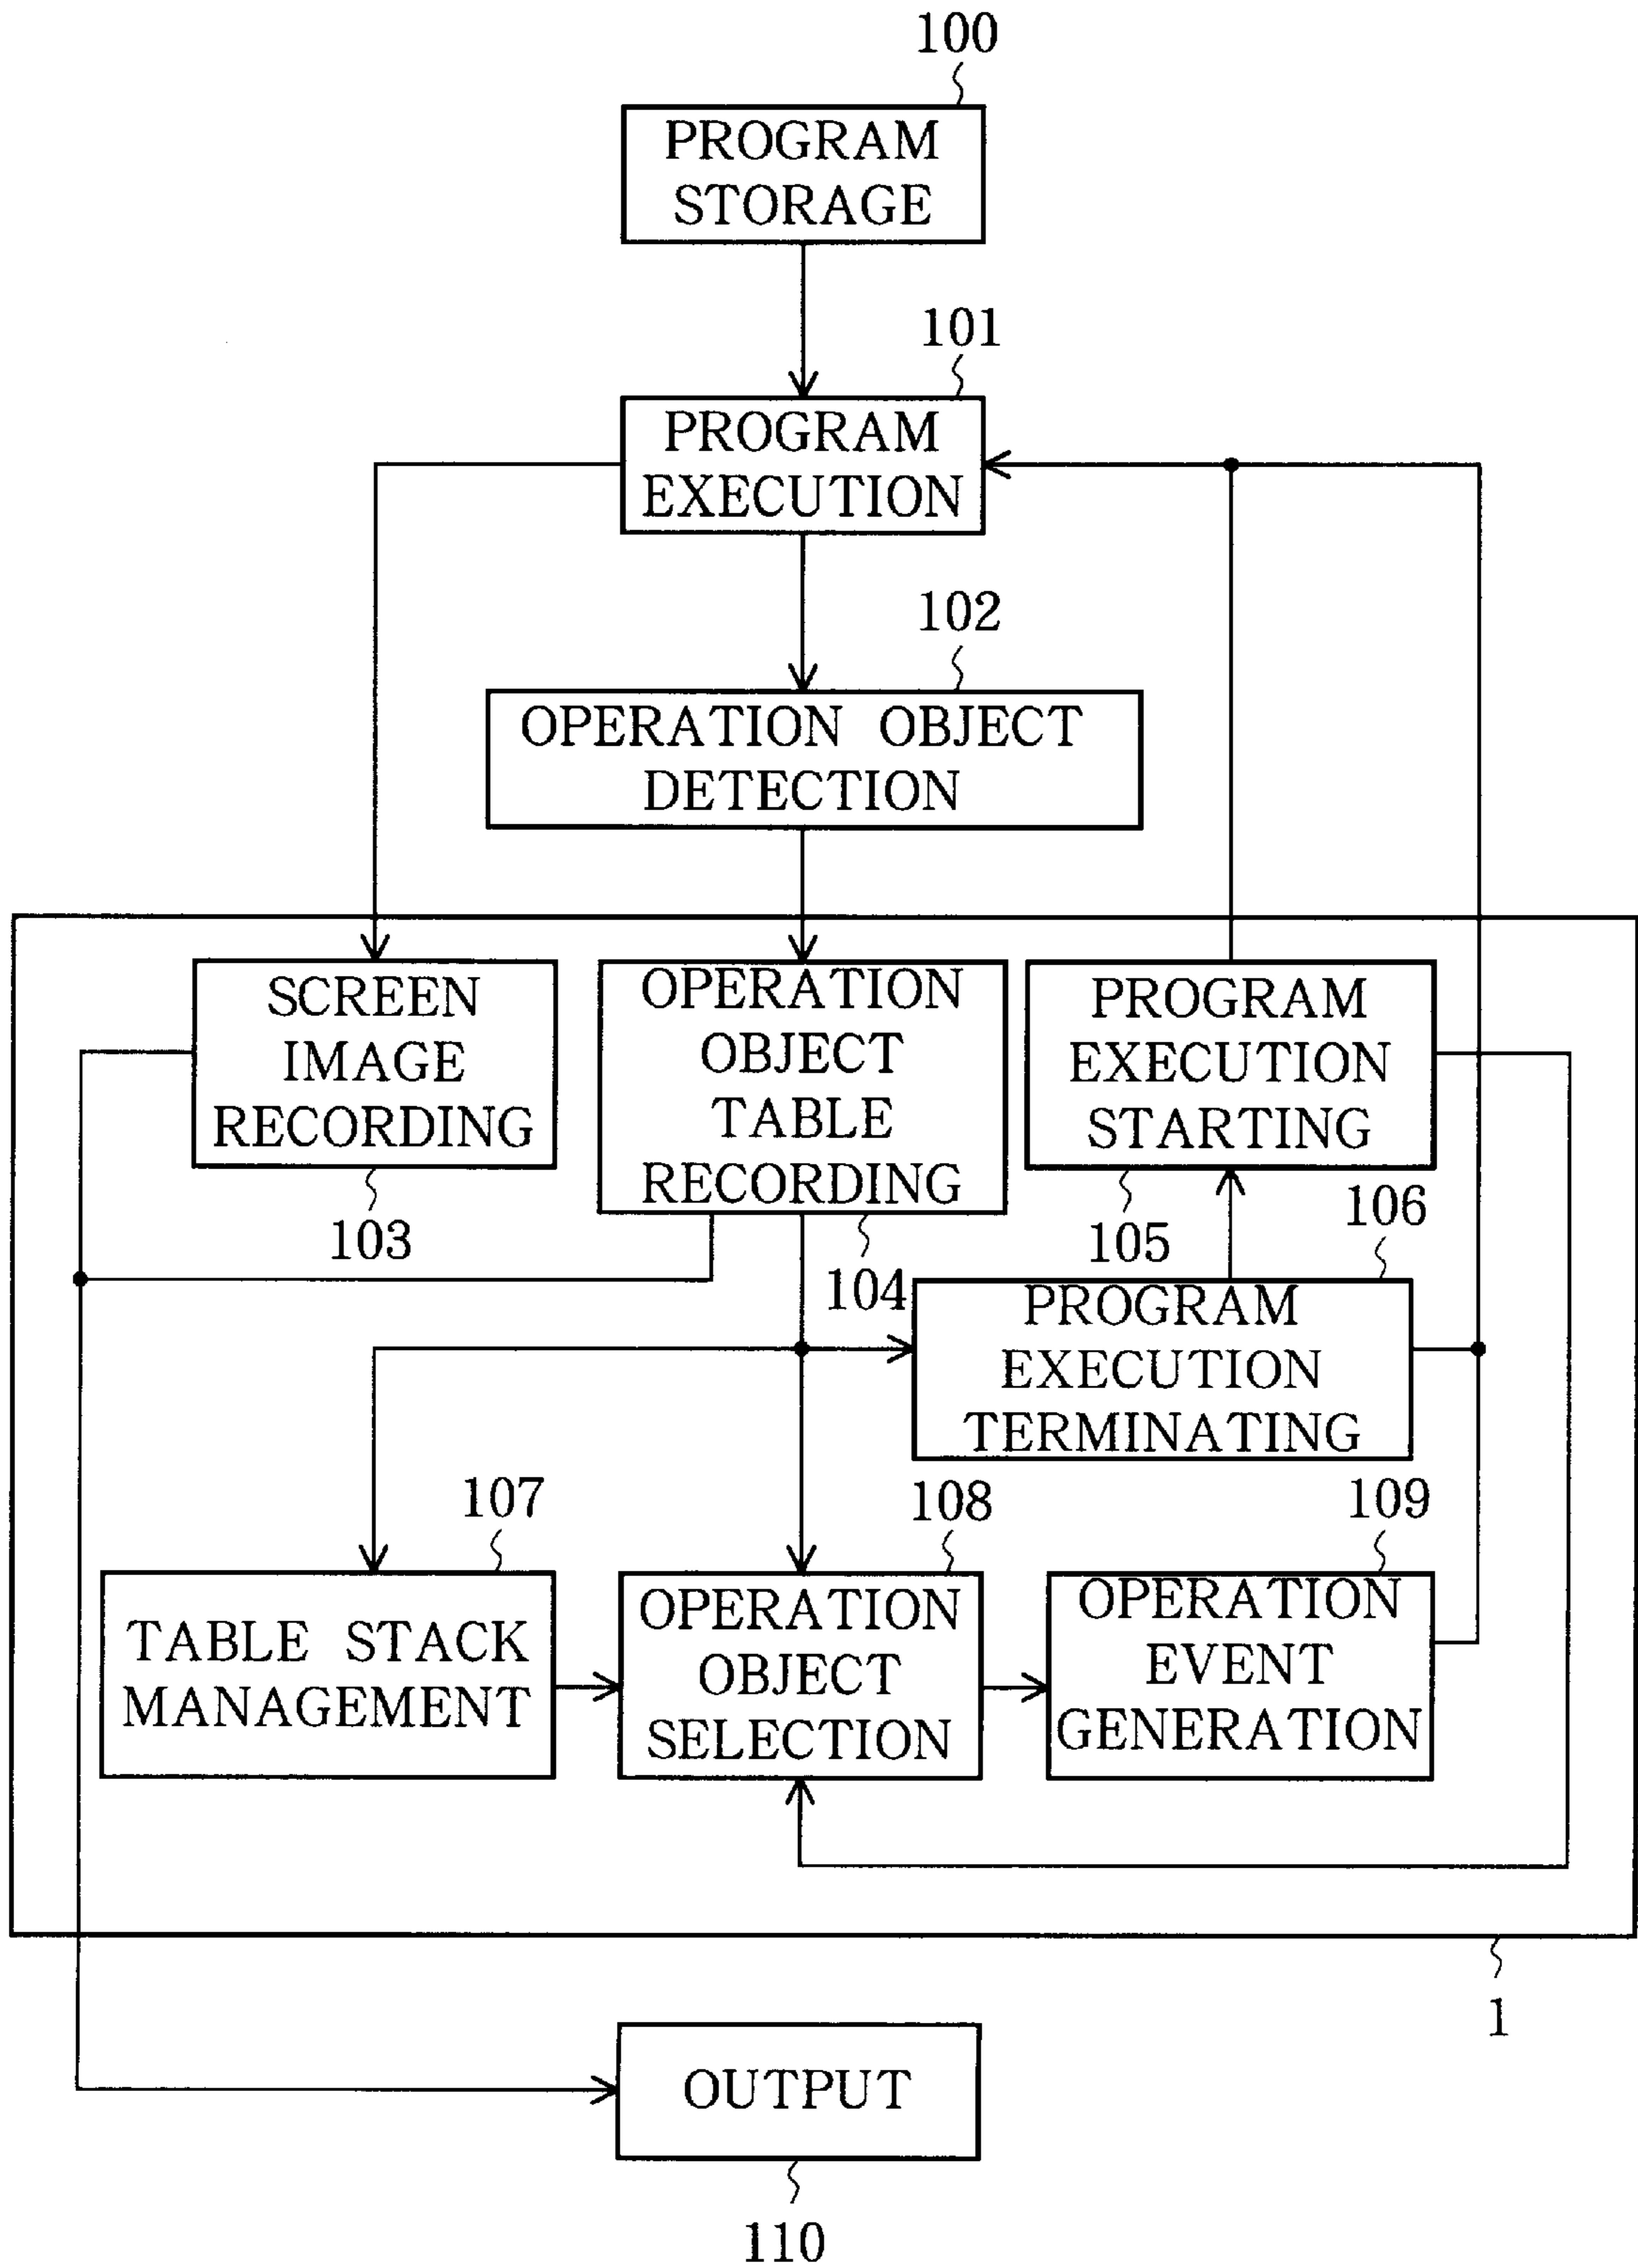 100
PROGRAM
STORAGE
101
PROGRAM
EXECUTION
102
OPERATION OBJECT
DETECTION
SCREEN
IMAGE
RECORDING
103
OPERATION
OBJECT
TABLE
RECORDING
104
PROGRAM
EXECUTION
STARTING
105
106
PROGRAM
EXECUTION
TERMINATING
107
TABLE STACK
MANAGEMENT
108
OPERATION
OBJECT
SELECTION
109
OPERATION
EVENT
GENERATION
1
OUTPUT
110